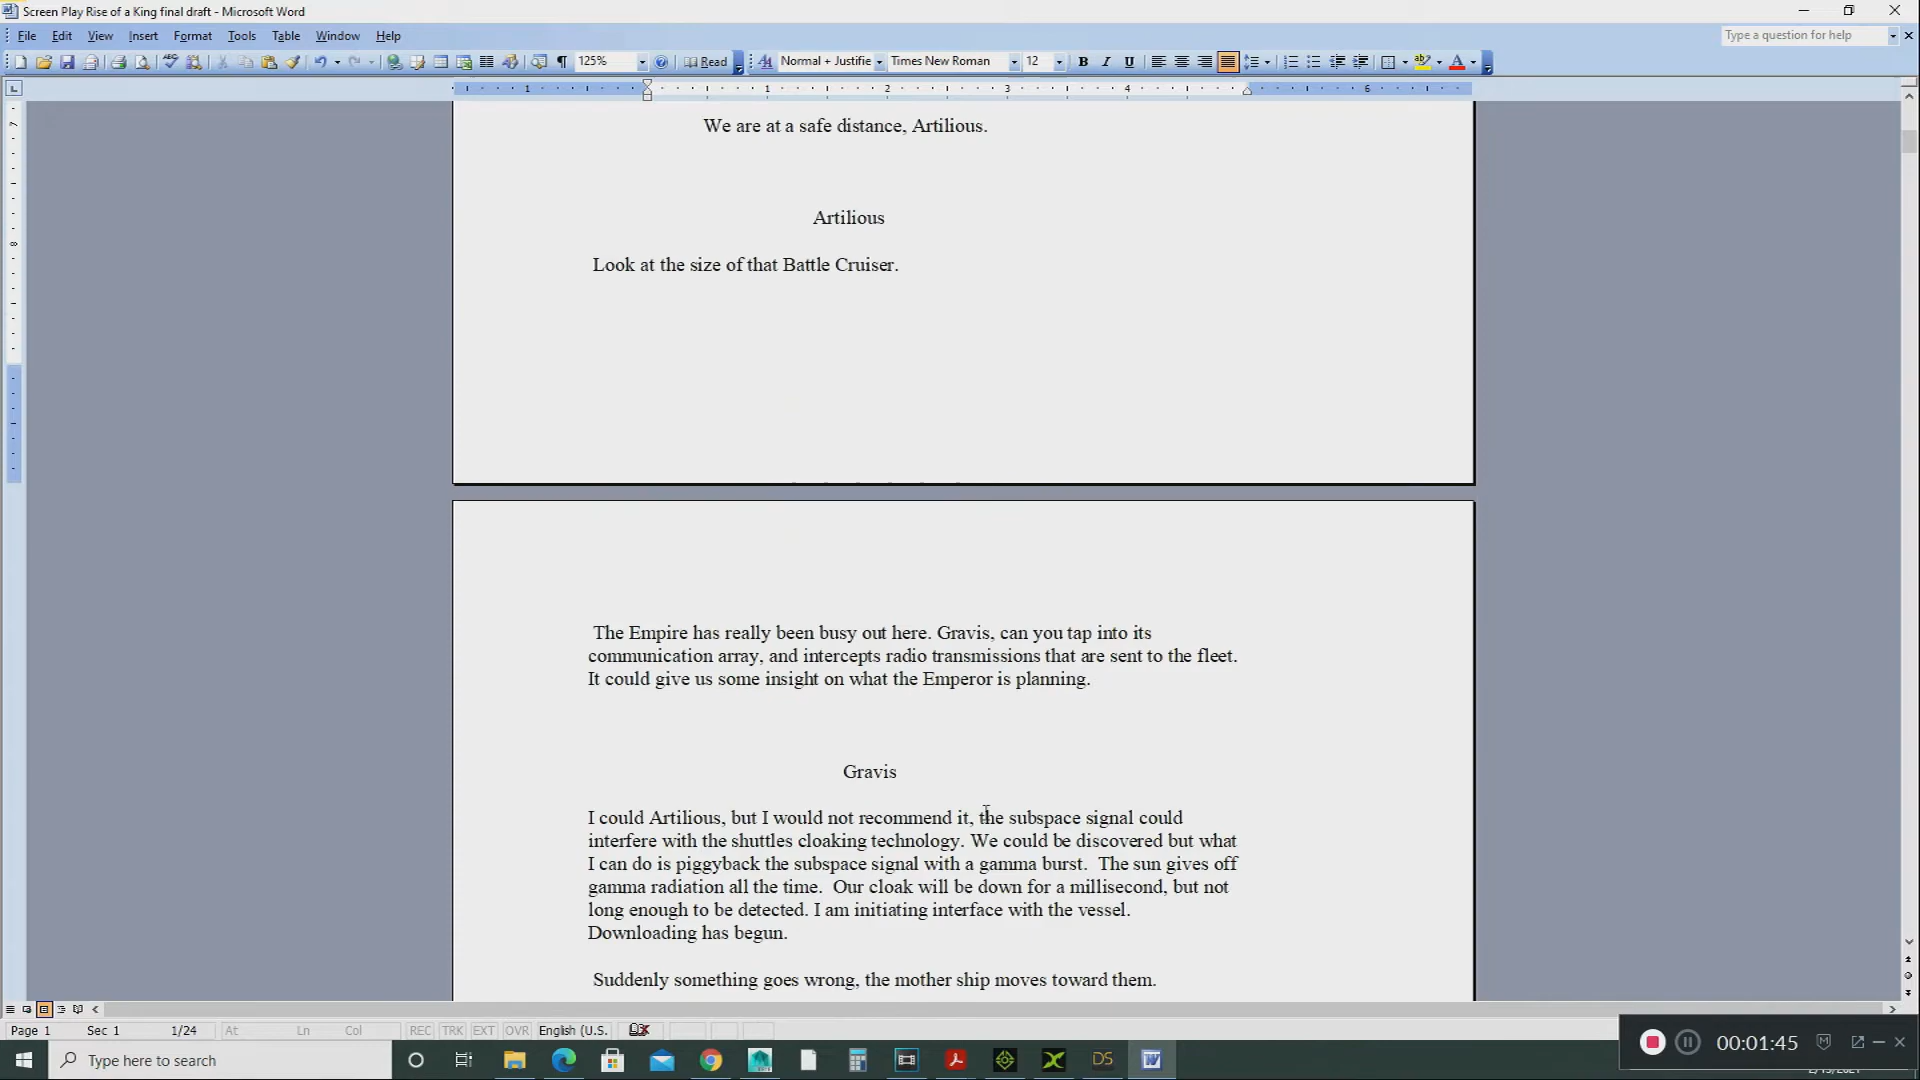 Screen Play Rise of a King final draft - Microsoft Word
File Edit View Insert Format Tools Table Window Help
Type a question for help
125% Read Normal + Justifie Times New Roman 12 B I U
1 1 2 3 4 6
We are at a safe distance, Artilious.
Artilious
Look at the size of that Battle Cruiser.
The Empire has really been busy out here. Gravis, can you tap into its
communication array, and intercepts radio transmissions that are sent to the fleet.
It could give us some insight on what the Emperor is planning.
Gravis
I could Artilious, but I would not recommend it, the subspace signal could
interfere with the shuttles cloaking technology. We could be discovered but what
I can do is piggyback the subspace signal with a gamma burst. The sun gives off
gamma radiation all the time. Our cloak will be down for a millisecond, but not
long enough to be detected. I am initiating interface with the vessel.
Downloading has begun.
Suddenly something goes wrong, the mother ship moves toward them.
Page 1 Sec 1 1/24 At Ln Col REC TRK EXT OVR English (U.S.
Type here to search
DS
00:01:45